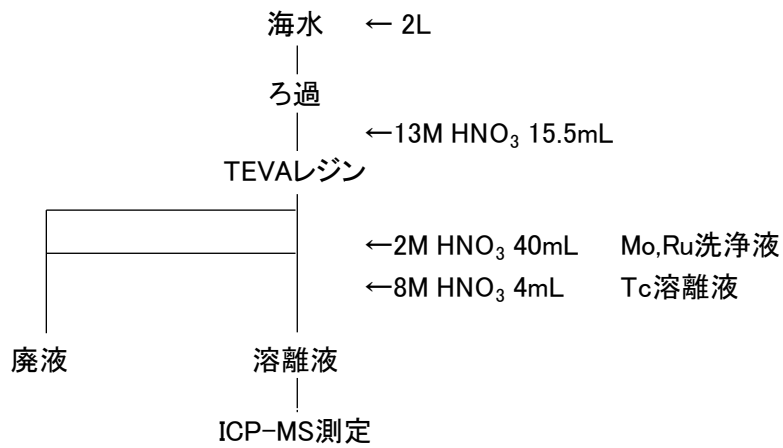 海水 ← 2L
ろ過
←13M HNO₃ 15.5mL
TEVAレジン
←2M HNO₃ 40mL Mo,Ru洗浄液
←8M HNO₃ 4mL Tc溶離液
廃液 溶離液
ICP-MS測定